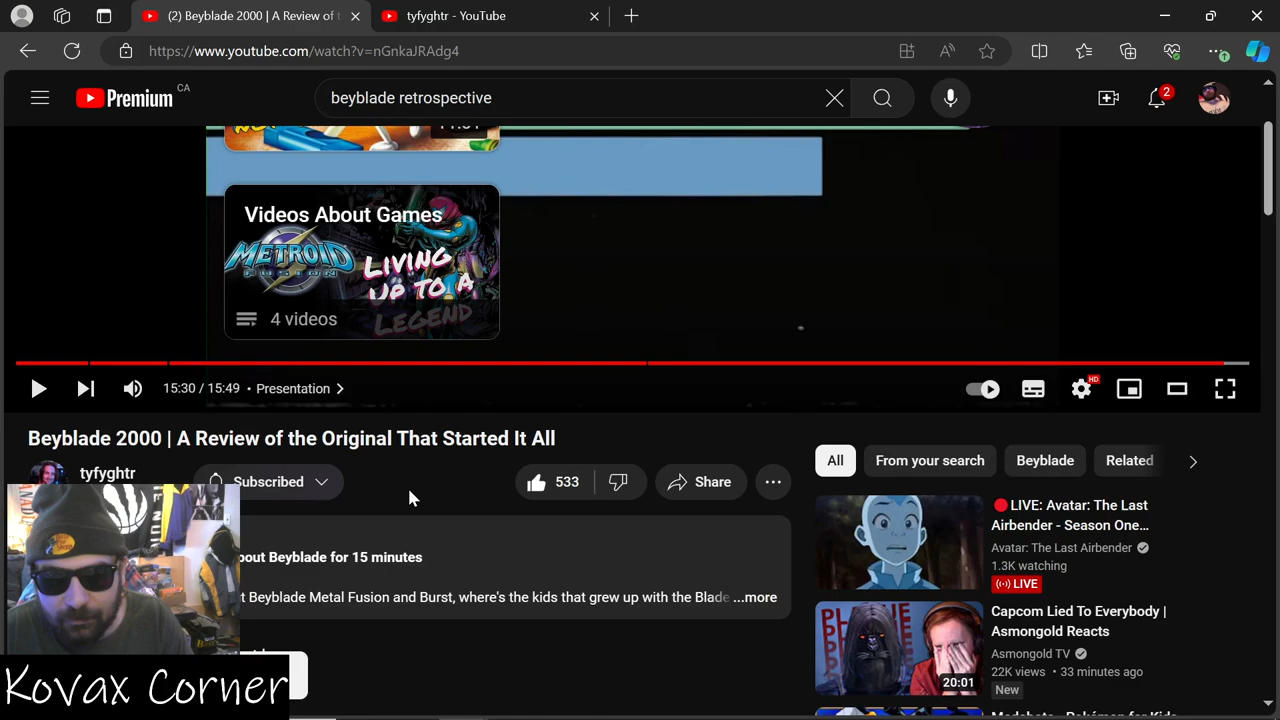 (2) Beyblade 2000 | A Review of t
tyfyghtr - YouTube
https://www.youtube.com/watch?v=nGnkaJRAdg4
Premium CA
beyblade retrospective
2
Videos About Games
METROID
LIVING
UP TO A
LEGEND
4 videos
15:30 / 15:49 • Presentation
HD
Beyblade 2000 | A Review of the Original That Started It All
tyfyghtr
Subscribed
533
Share
All
From your search
Beyblade
Related
bout Beyblade for 15 minutes
t Beyblade Metal Fusion and Burst, where's the kids that grew up with the Blade ...more
LIVE: Avatar: The Last
Airbender - Season One...
Avatar: The Last Airbender
1.3K watching
LIVE
Capcom Lied To Everybody |
Asmongold Reacts
Asmongold TV
22K views • 33 minutes ago
New
20:01
Kovax Corner